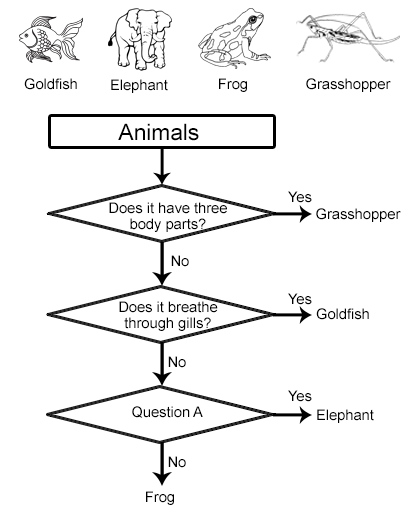 Goldfish
Elephant
Frog
Grasshopper
Animals
Does it have three
body parts?
Yes
Grasshopper
No
Does it breathe
through gills?
Yes
Goldfish
No
Question A
Yes
Elephant
No
Frog